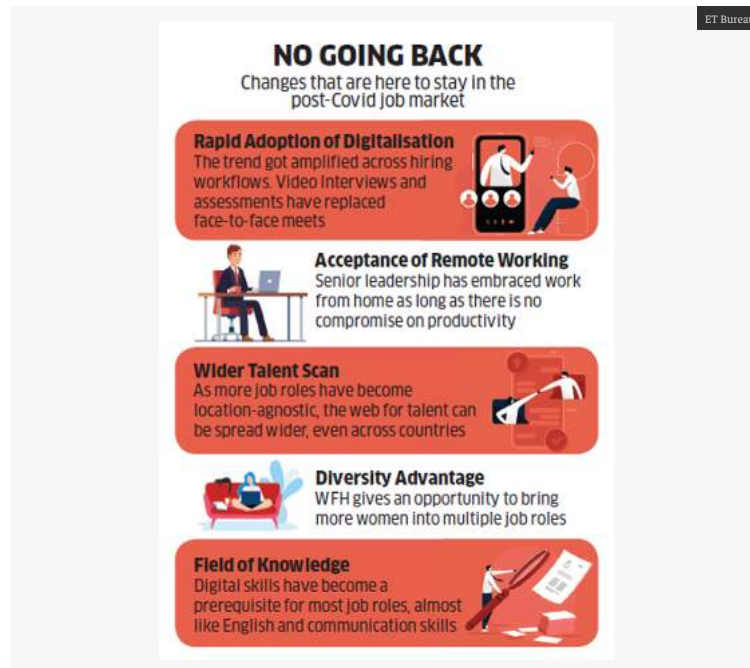 ET Bureau
NO GOING BACK
Changes that are here to stay in the
post-Covid job market
Rapid Adoption of Digitalisation
The trend got amplified across hiring
workflows. Video Interviews and
assessments have replaced
face-to-face meets
Acceptance of Remote Working
Senior leadership has embraced work
from home as long as there is no
compromise on productivity
Wider Talent Scan
As more job roles have become
location-agnostic, the web for talent can
be spread wider, even across countries
Diversity Advantage
WFH gives an opportunity to bring
more women into multiple job roles
Field of Knowledge
Digital skills have become a
prerequisite for most job roles, almost
like English and communication skills